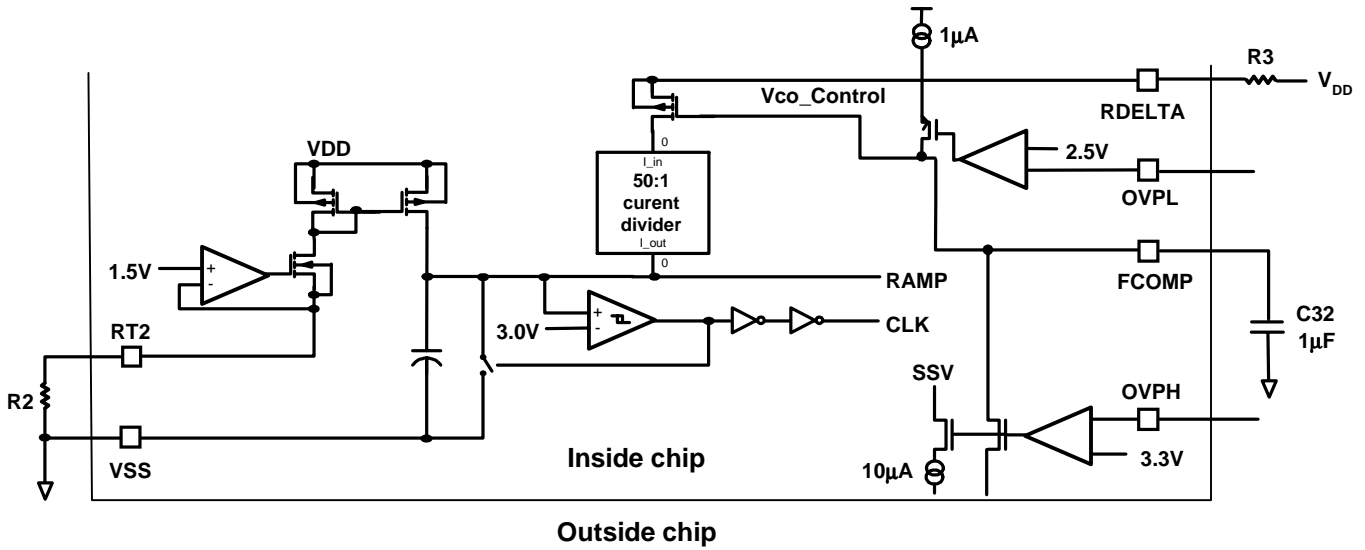 1μA
R3
V_DD
RDELTA
Vco_Control
VDD
0
I_in
50:1
curent
divider
I_out
0
2.5V
OVPL
1.5V
+
-
RAMP
FCOMP
RT2
3.0V
+
-
CLK
C32
1μF
R2
SSV
OVPH
VSS
Inside chip
10μA
3.3V
Outside chip